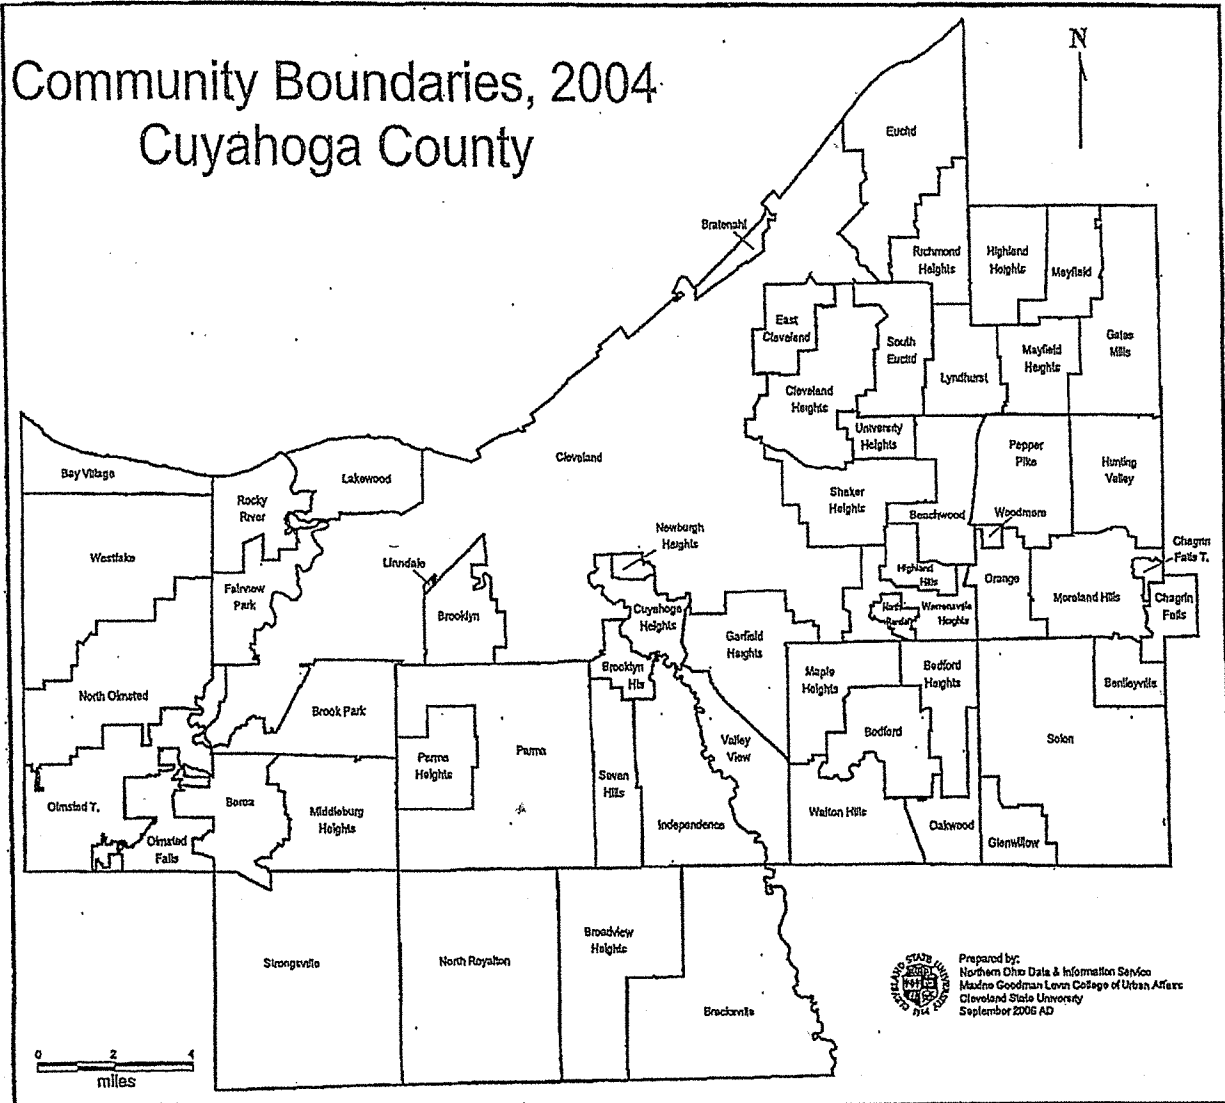 Community Boundaries, 2004
Cuyahoga County
N
Euclid
Bratenahl
Richmond
Heights
Highland
Heights
Mayfield
East
Cleveland
South
Euclid
Gates
Mills
Mayfield
Heights
Lyndhurst
Cleveland
Heights
University
Heights
Pepper
Pike
Cleveland
Hunting
Valley
Bay Village
Lakewood
Rocky
River
Shaker
Heights
Beachwood
Woodmere
Newburgh
Heights
Chagrin
Falls T.
Westlake
Linndale
Highland
Hills
Orange
Fairview
Park
Moreland Hills
Chagrin
Falls
Brooklyn
Cuyahoga
Heights
North
Randall
Warrensville
Heights
Garfield
Heights
Brooklyn
Hts
Maple
Heights
Bedford
Heights
Bentleyville
North Olmsted
Brook Park
Bedford
Solon
Valley
View
Parma
Parma
Heights
Seven
Hills
Olmsted T.
Berea
Middleburg
Heights
Walton Hills
Independence
Oakwood
Olmsted
Falls
Glenwillow
Broadview
Heights
Strongsville
North Royalton
Brecksville
CLEVELAND STATE UNIVERSITY
1964
Prepared by:
Northern Ohio Data & Information Service
Maxine Goodman Levin College of Urban Affairs
Cleveland State University
September 2006 AD
0 2 4
miles